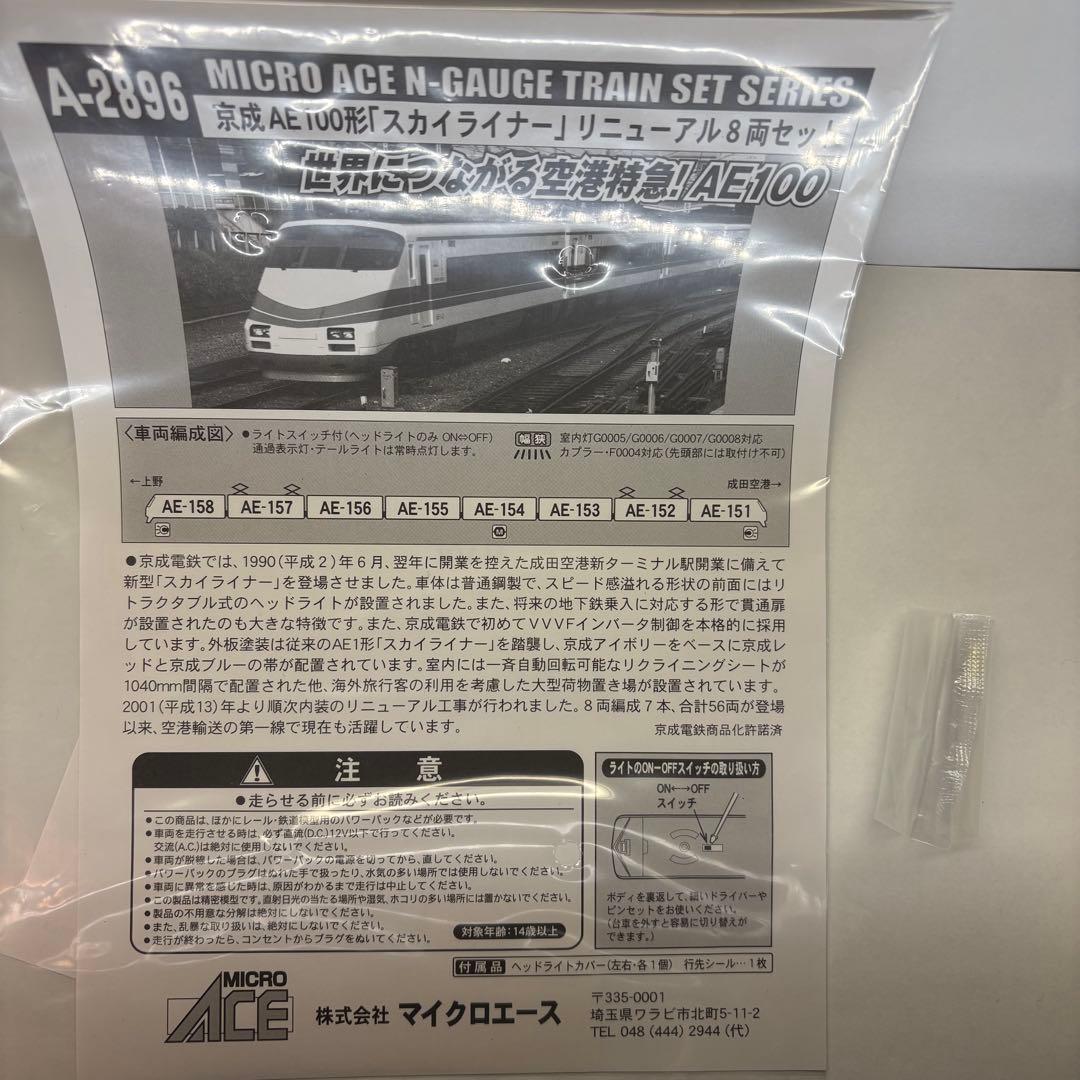 A-2896
MICRO ACE N-GAUGE TRAIN SET SERIES
京成AE100形「スカイライナー」リニューアル8両セット
世界につながる空港特急!AE100
〈車両編成図〉
●ライトスイッチ付(ヘッドライトのみ ON⇔OFF)
通過表示灯・テールライトは常時点灯します。
幅狭
室内灯G0005/G0006/G0007/G0008対応
カプラー・F0004対応(先頭部には取付け不可)
←上野
成田空港→
AE-158 AE-157 AE-156 AE-155 AE-154 AE-153 AE-152 AE-151
M
●京成電鉄では、1990(平成2)年6月、翌年に開業を控えた成田空港新ターミナル駅開業に備えて
新型「スカイライナー」を登場させました。車体は普通鋼製で、スピード感溢れる形状の前面にはリ
トラクタブル式のヘッドライトが設置されました。また、将来の地下鉄乗入に対応する形で貫通扉
が設置されたのも大きな特徴です。また、京成電鉄で初めてVVVFインバータ制御を本格的に採用
しています。外板塗装は従来のAE1形「スカイライナー」を踏襲し、京成アイボリーをベースに京成レ
ッドと京成ブルーの帯が配置されています。室内には一斉自動回転可能なリクライニングシートが
1040mm間隔で配置された他、海外旅行客の利用を考慮した大型荷物置き場が設置されています。
2001(平成13)年より順次内装のリニューアル工事が行われました。8両編成7本、合計56両が登場
以来、空港輸送の第一線で現在も活躍しています。
京成電鉄商品化許諾済
注意
●走らせる前に必ずお読みください。
●この商品は、ほかにレール・鉄道模型用のパワーパックなどが必要です。
●車両を走行させる時は、必ず直流(D.C.)12V以下で行ってください。
交流(A.C.)は絶対に使用しないでください。
●車両が脱線した場合は、パワーパックの電源を切ってから、直してください。
●パワーパックのプラグはぬれた手で扱ったり、水気の多い場所では使用しないでください。
●車両に異常を感じた時は、原因がわかるまで走行は中止してください。
●この製品は精密模型です。直射日光の当たる場所や湿気、ホコリの多い場所には置かないでください。
●製品の不用意な分解は絶対にしないでください。
●また、乱暴な取り扱いは、絶対にしないでください。
●走行が終わったら、コンセントからプラグをぬいてください。
対象年齢:14歳以上
ライトのON-OFFスイッチの取り扱い方
ON←→OFF
スイッチ
ボディを裏返して、細いドライバーや
ピンセットをお使いください。
(台車を外すと容易に切り替えが
できます。)
付属品 ヘッドライトカバー(左右・各1個) 行先シール…1枚
MICRO
ACE
株式会社 マイクロエース
〒335-0001
埼玉県ワラビ市北町5-11-2
TEL 048 (444) 2944 (代)